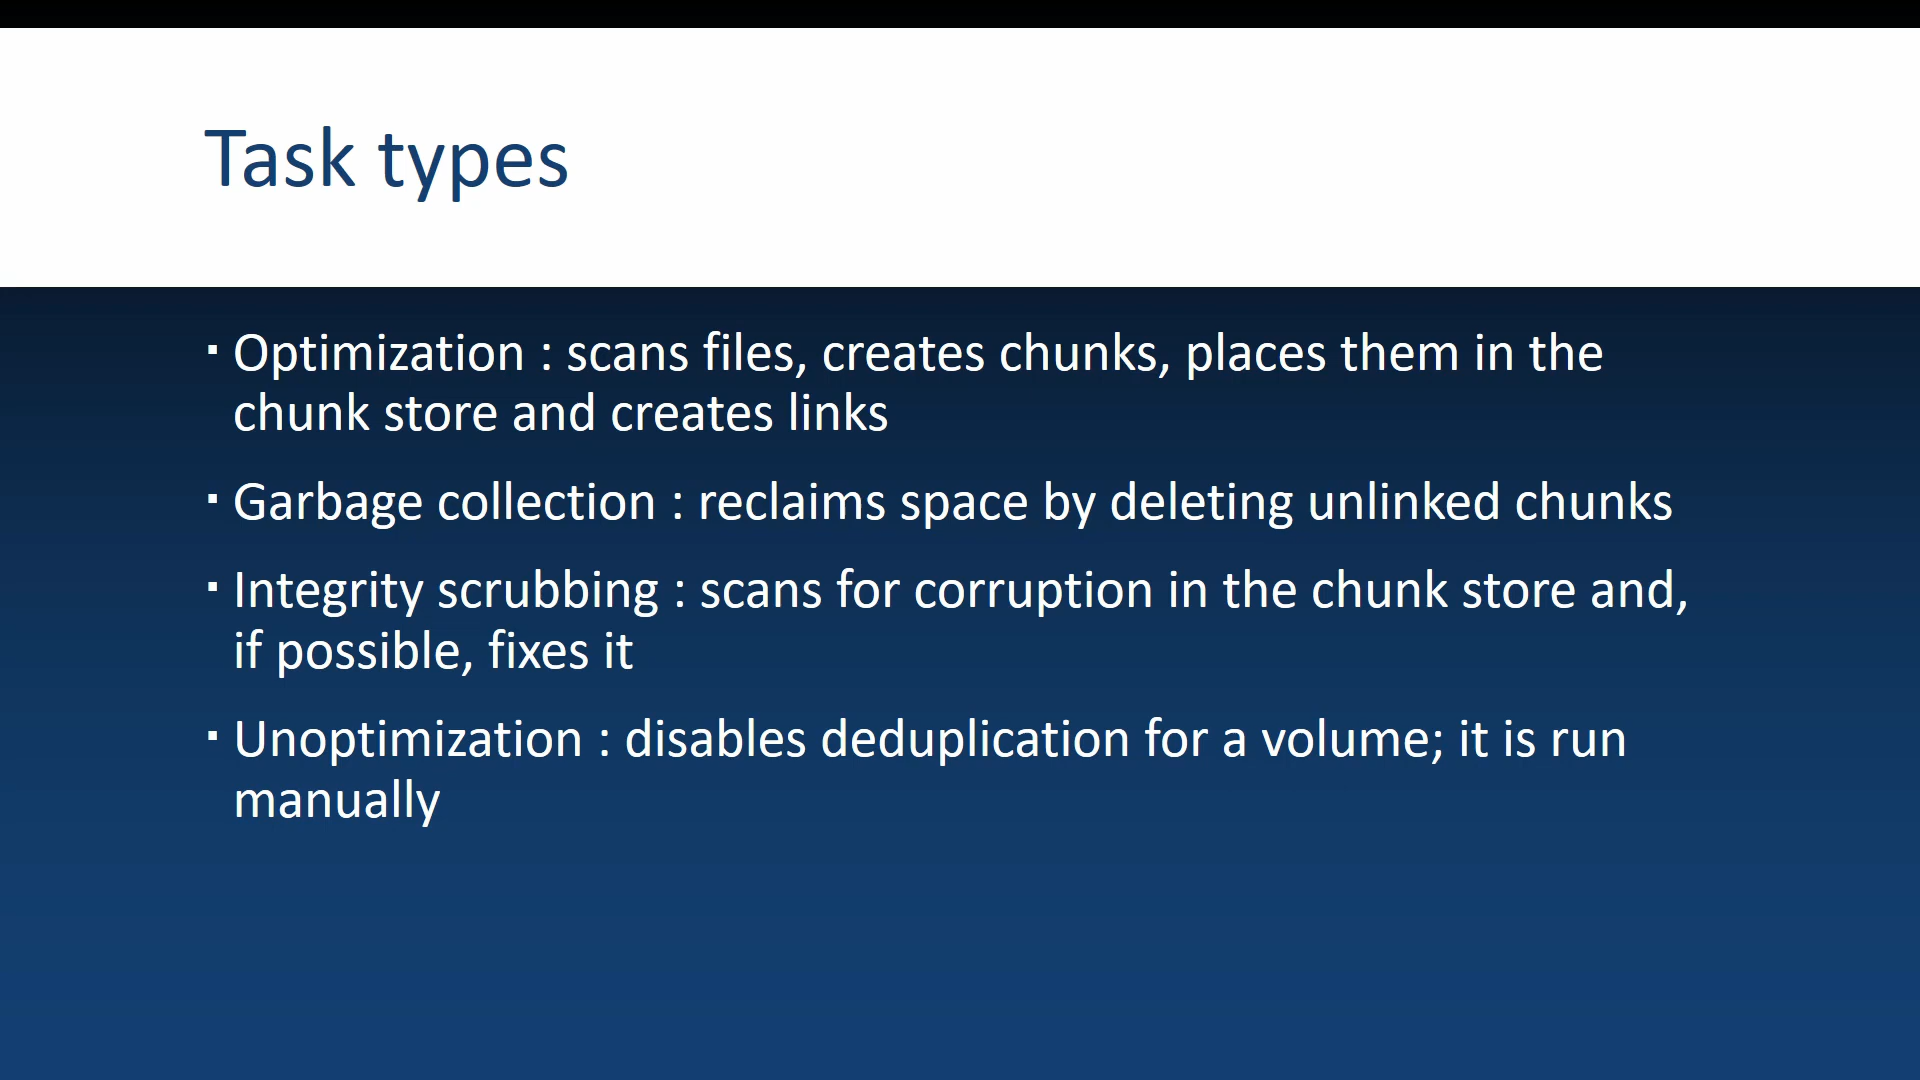 Task types
▪ Optimization : scans files, creates chunks, places them in the
chunk store and creates links
▪ Garbage collection : reclaims space by deleting unlinked chunks
▪ Integrity scrubbing : scans for corruption in the chunk store and,
if possible, fixes it
▪ Unoptimization : disables deduplication for a volume; it is run
manually